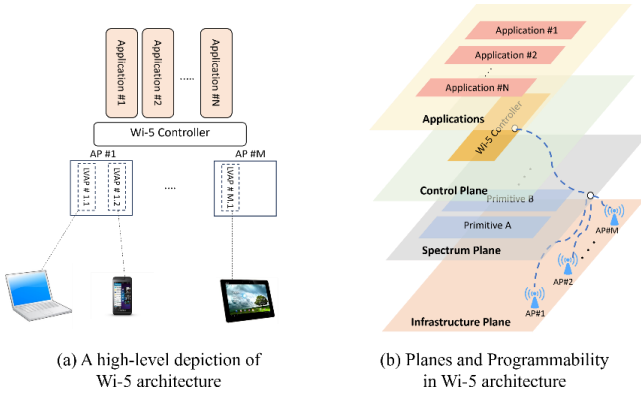 Application #1
Application #2
.....
Application #N
Wi-5 Controller
AP #1
AP #M
LVAP # 1.1
LVAP # 1.2
....
LVAP # M.1
(a) A high-level depiction of
Wi-5 architecture
Application #1
Application #2
Application #N
Applications
Wi-5 Controller
Control Plane
Primitive B
Primitive A
Spectrum Plane
AP#M
AP#2
AP#1
Infrastructure Plane
(b) Planes and Programmability
in Wi-5 architecture